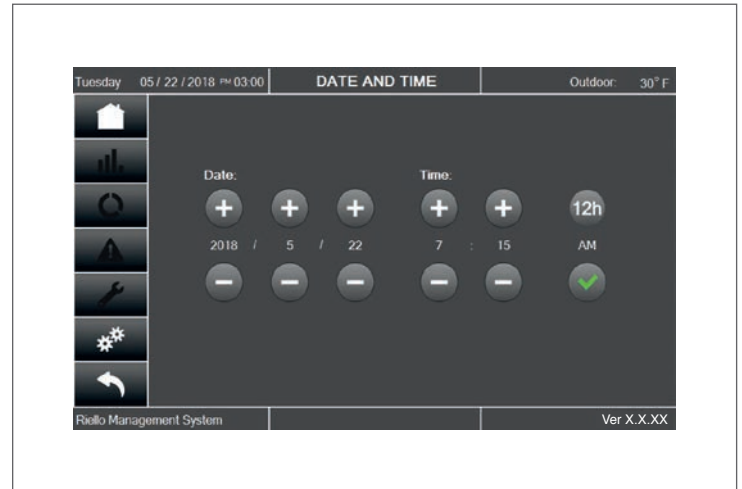 Tuesday 05 / 22 / 2018 PM 03:00 DATE AND TIME Outdoor: 30° F
Date: Time:
12h
2018 / 5 / 22 7 : 15 AM
Riello Management System Ver X.X.XX